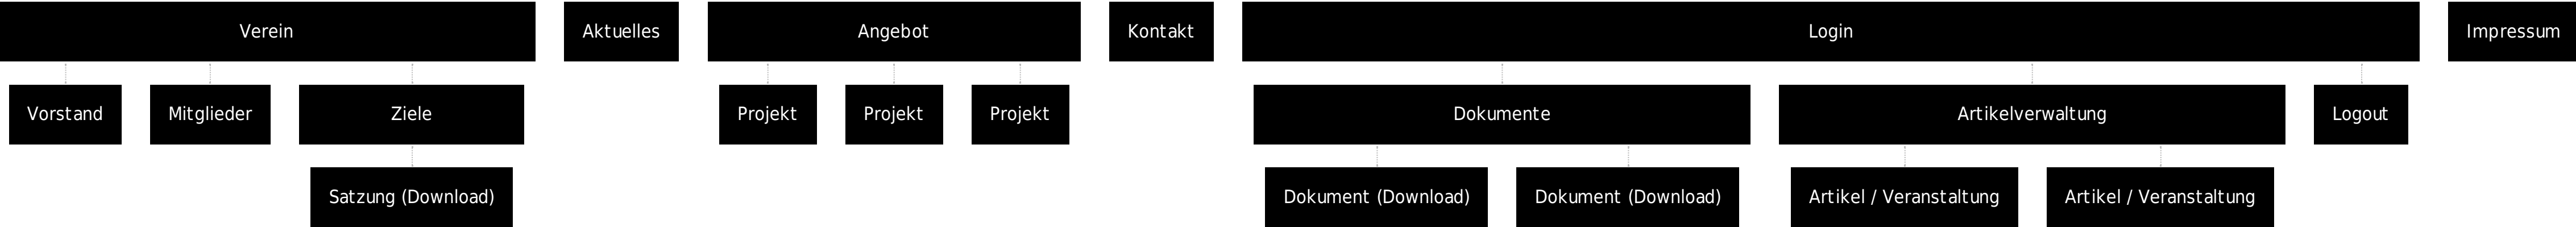 Verein
Aktuelles
Angebot
Kontakt
Login
Impressum
Vorstand
Mitglieder
Ziele
Projekt
Projekt
Projekt
Dokumente
Artikelverwaltung
Logout
Satzung (Download)
Dokument (Download)
Dokument (Download)
Artikel / Veranstaltung
Artikel / Veranstaltung